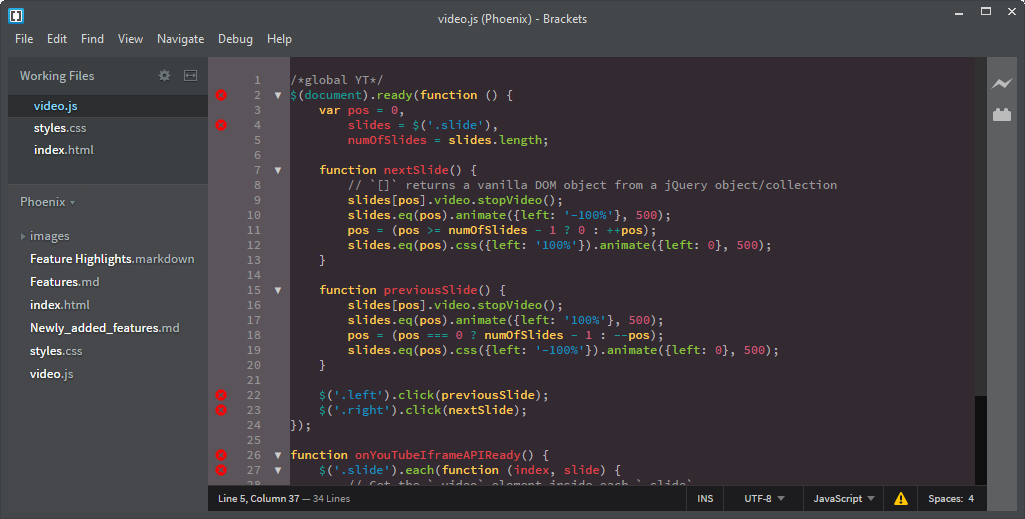 video.js (Phoenix) - Brackets
File Edit Find View Navigate Debug Help
Working Files
video.js
styles.css
index.html
Phoenix
images
Feature Highlights.markdown
Features.md
index.html
Newly_added_features.md
styles.css
video.js
1 /*global YT*/
2 $(document).ready(function () {
3 var pos = 0,
4 slides = $('.slide'),
5 numOfSlides = slides.length;
6
7 function nextSlide() {
8 // `[]` returns a vanilla DOM object from a jQuery object/collection
9 slides[pos].video.stopVideo();
10 slides.eq(pos).animate({left: '-100%'}, 500);
11 pos = (pos >= numOfSlides - 1 ? 0 : ++pos);
12 slides.eq(pos).css({left: '100%'}).animate({left: 0}, 500);
13 }
14
15 function previousSlide() {
16 slides[pos].video.stopVideo();
17 slides.eq(pos).animate({left: '100%'}, 500);
18 pos = (pos === 0 ? numOfSlides - 1 : --pos);
19 slides.eq(pos).css({left: '-100%'}).animate({left: 0}, 500);
20 }
21
22 $('.left').click(previousSlide);
23 $('.right').click(nextSlide);
24 });
25
26 function onYouTubeIframeAPIReady() {
27 $('.slide').each(function (index, slide) {
28 // Get the `.video` element inside each `.slide`
Line 5, Column 37 — 34 Lines
INS UTF-8 JavaScript Spaces: 4